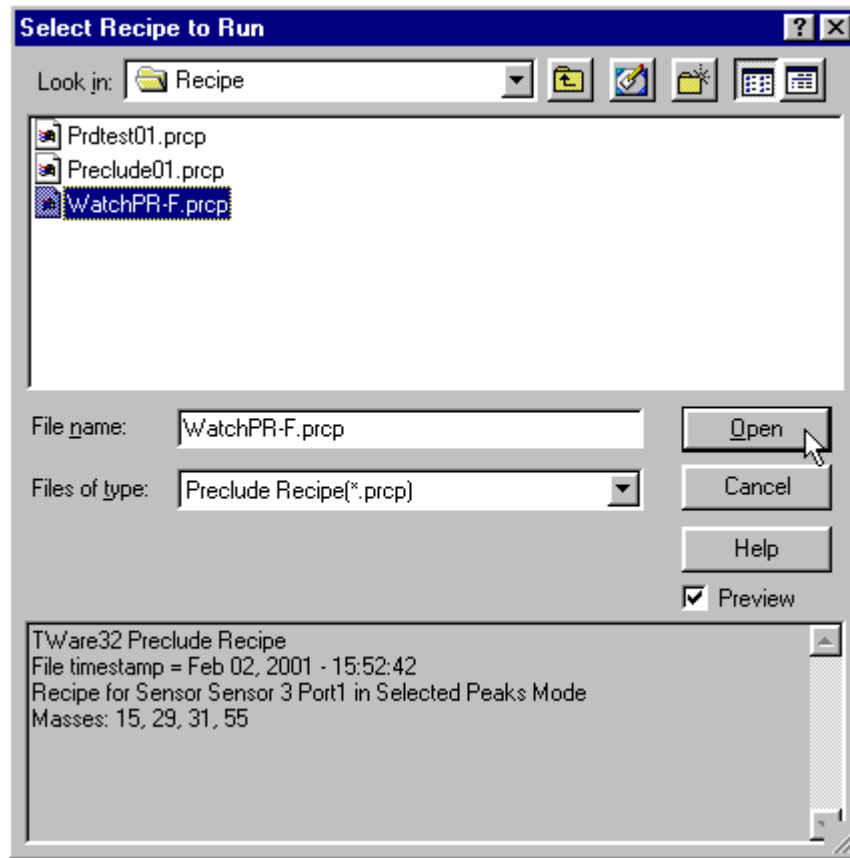 Select Recipe to Run
Look in: Recipe
Prdtest01.prcp
Preclude01.prcp
WatchPR-F.prcp
File name: WatchPR-F.prcp
Open
Files of type: Preclude Recipe(*.prcp)
Cancel
Help
Preview
TWare32 Preclude Recipe
File timestamp = Feb 02, 2001 - 15:52:42
Recipe for Sensor Sensor 3 Port1 in Selected Peaks Mode
Masses: 15, 29, 31, 55